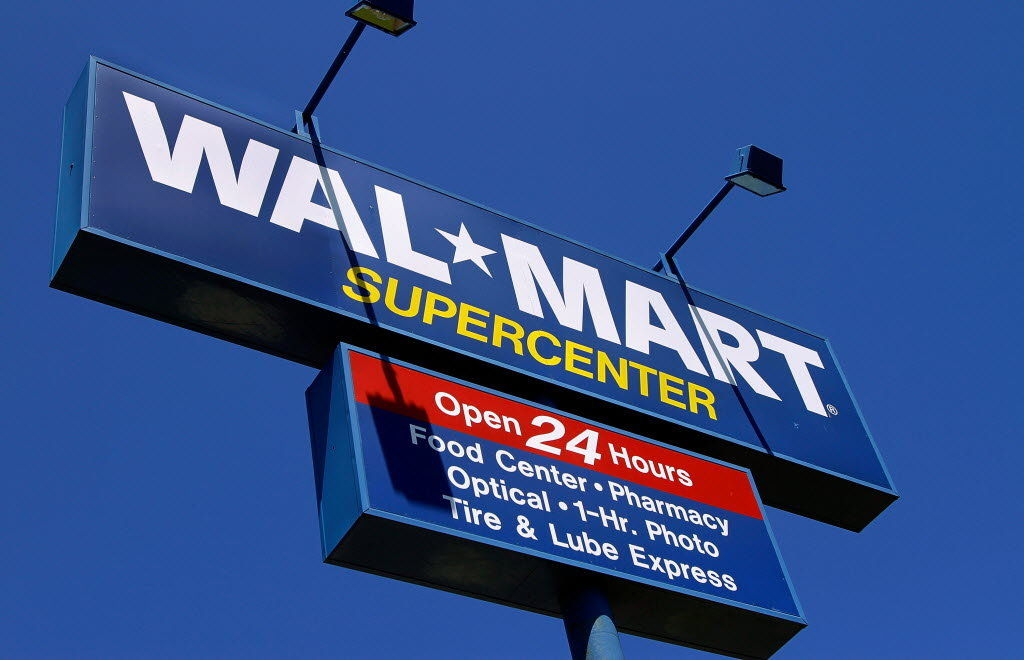 WAL★MART®
SUPERCENTER
Open 24 Hours
Food Center • Pharmacy
Optical • 1-Hr. Photo
Tire & Lube Express